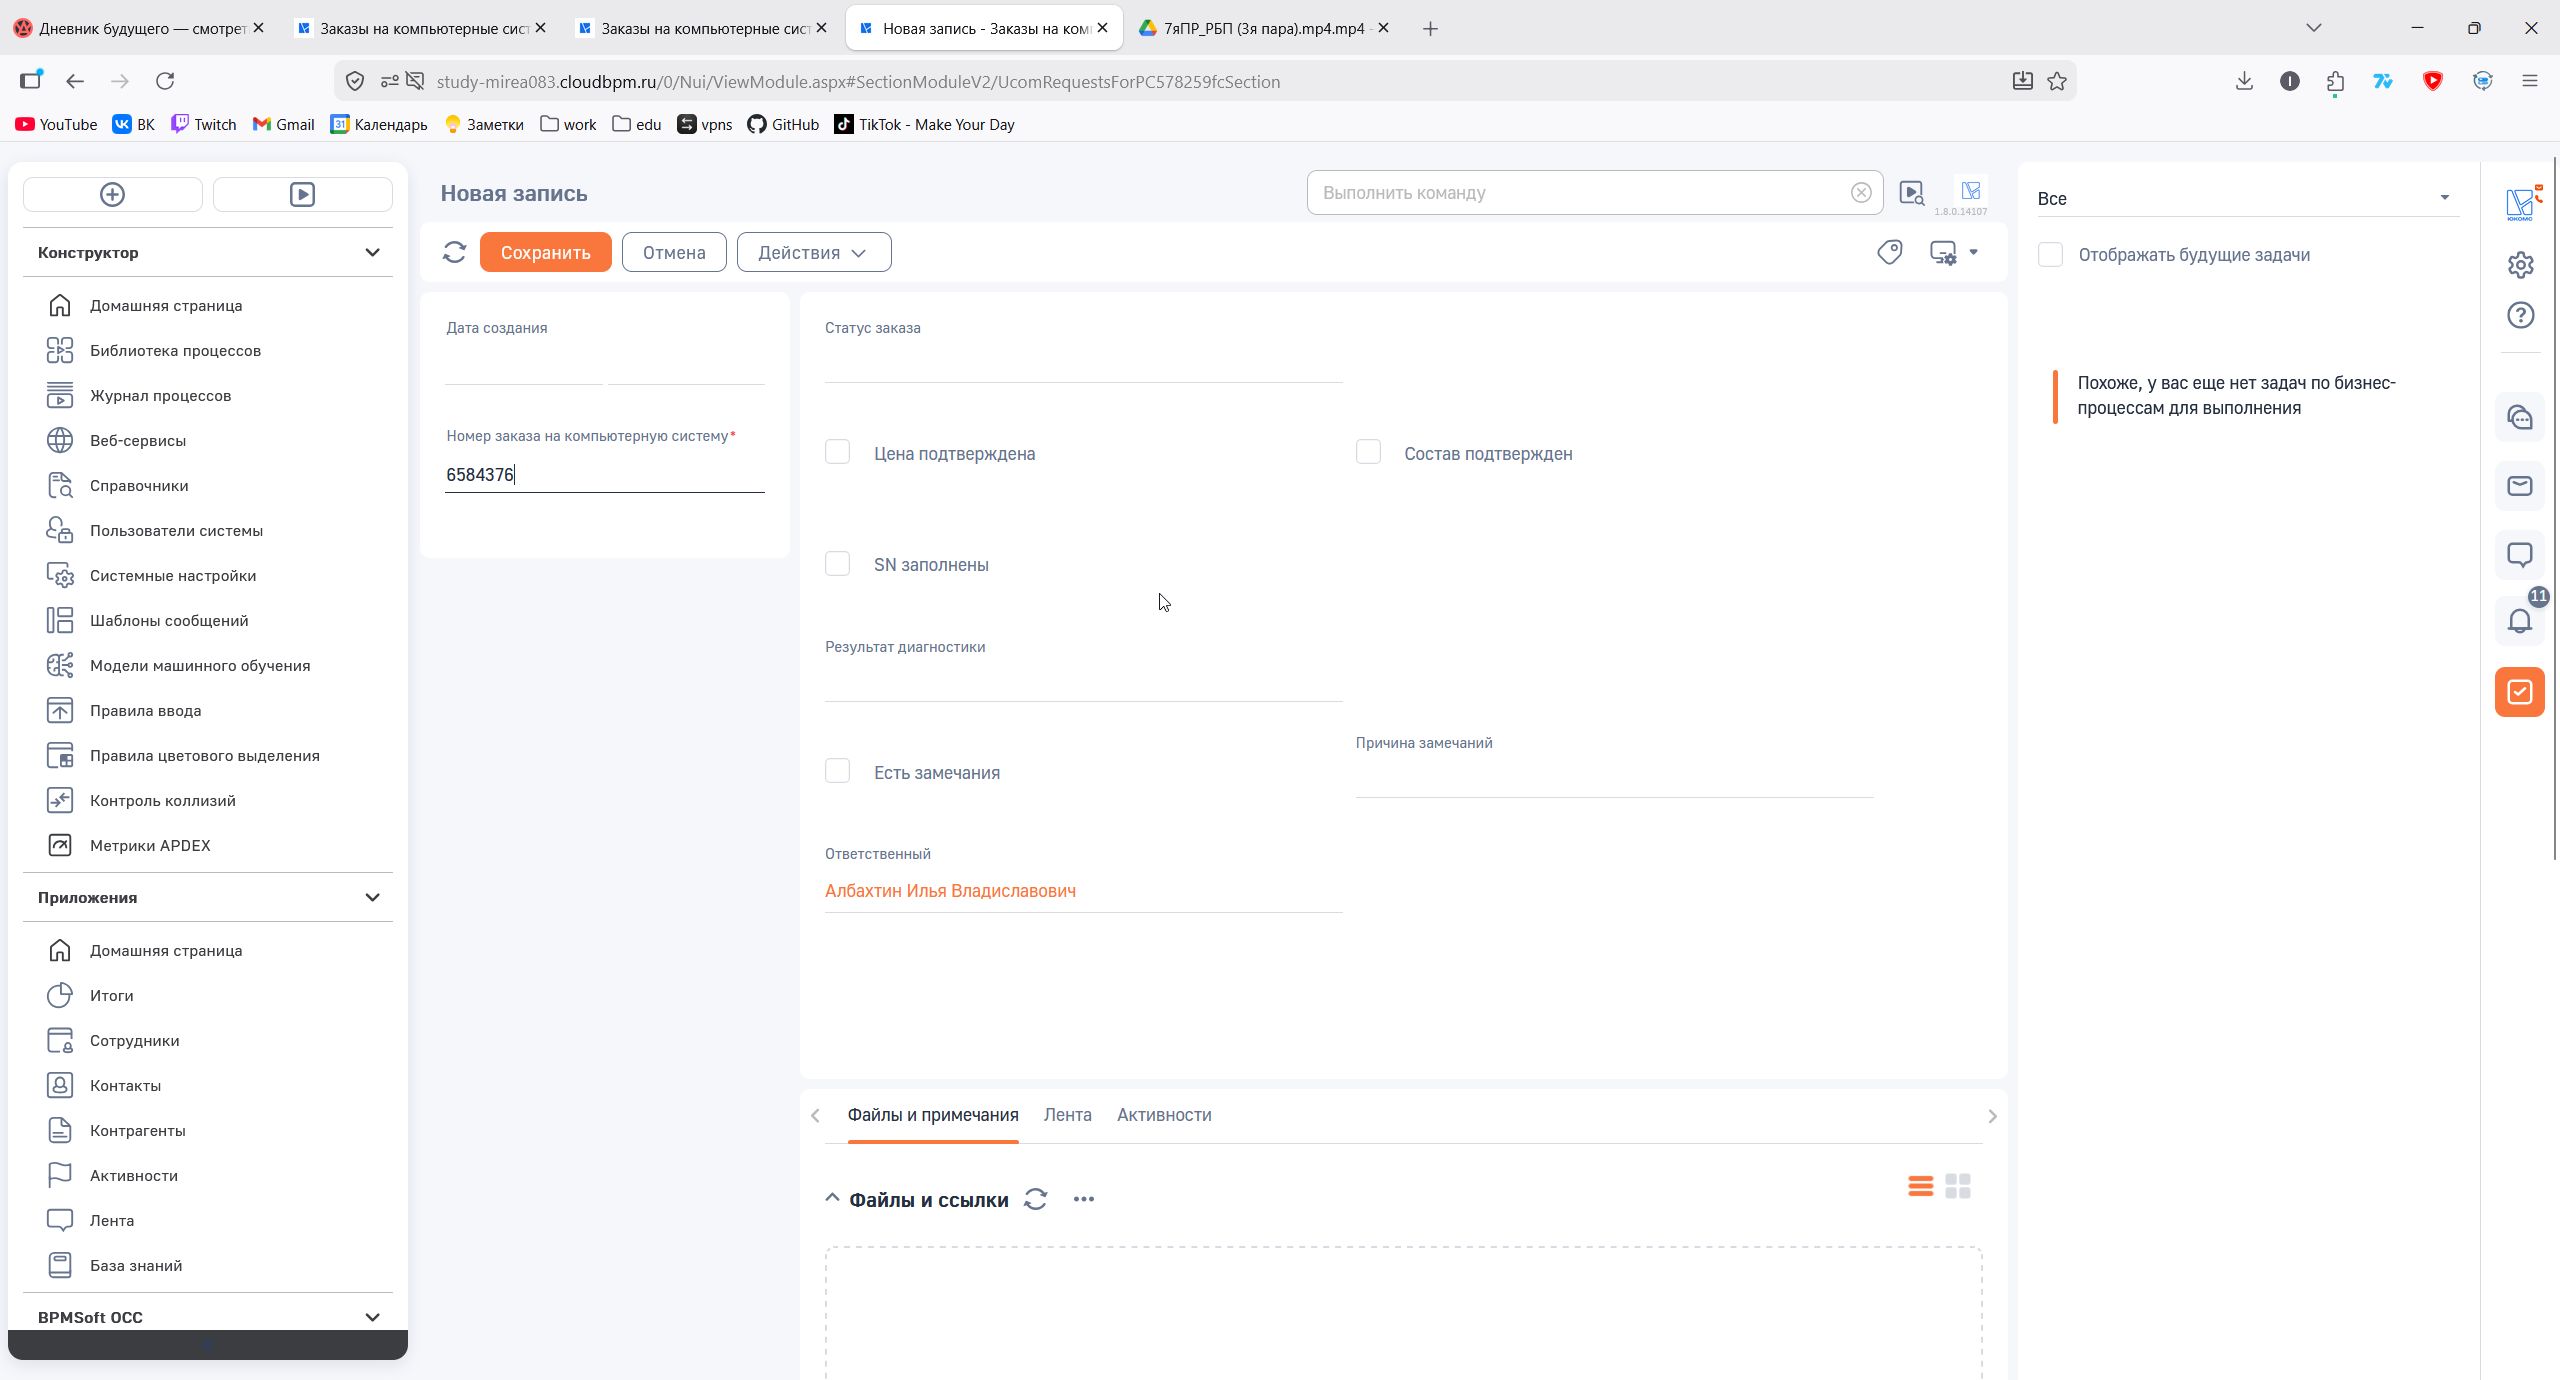 Дневник будущего — смотрет
Заказы на компьютерные сист
Заказы на компьютерные сист
Новая запись - Заказы на ком
7яПР_РБП (3я пара).mp4.mp4 -
study-mirea083.cloudbpm.ru/0/Nui/ViewModule.aspx#SectionModuleV2/UcomRequestsForPC578259fcSection
YouTube ВК Twitch Gmail Календарь Заметки work edu vpns GitHub TikTok - Make Your Day
Конструктор
Домашняя страница
Библиотека процессов
Журнал процессов
Веб-сервисы
Справочники
Пользователи системы
Системные настройки
Шаблоны сообщений
Модели машинного обучения
Правила ввода
Правила цветового выделения
Контроль коллизий
Метрики APDEX
Приложения
Домашняя страница
Итоги
Сотрудники
Контакты
Контрагенты
Активности
Лента
База знаний
BPMSoft ОСС
Новая запись
Выполнить команду
1.8.0.14107
Сохранить Отмена Действия
Дата создания
Номер заказа на компьютерную систему*
6584376
Статус заказа
Цена подтверждена
Состав подтвержден
SN заполнены
Результат диагностики
Есть замечания
Причина замечаний
Ответственный
Албахтин Илья Владиславович
Файлы и примечания Лента Активности
Файлы и ссылки
Все
Отображать будущие задачи
Похоже, у вас еще нет задач по бизнес-
процессам для выполнения
ЮКОМС
11